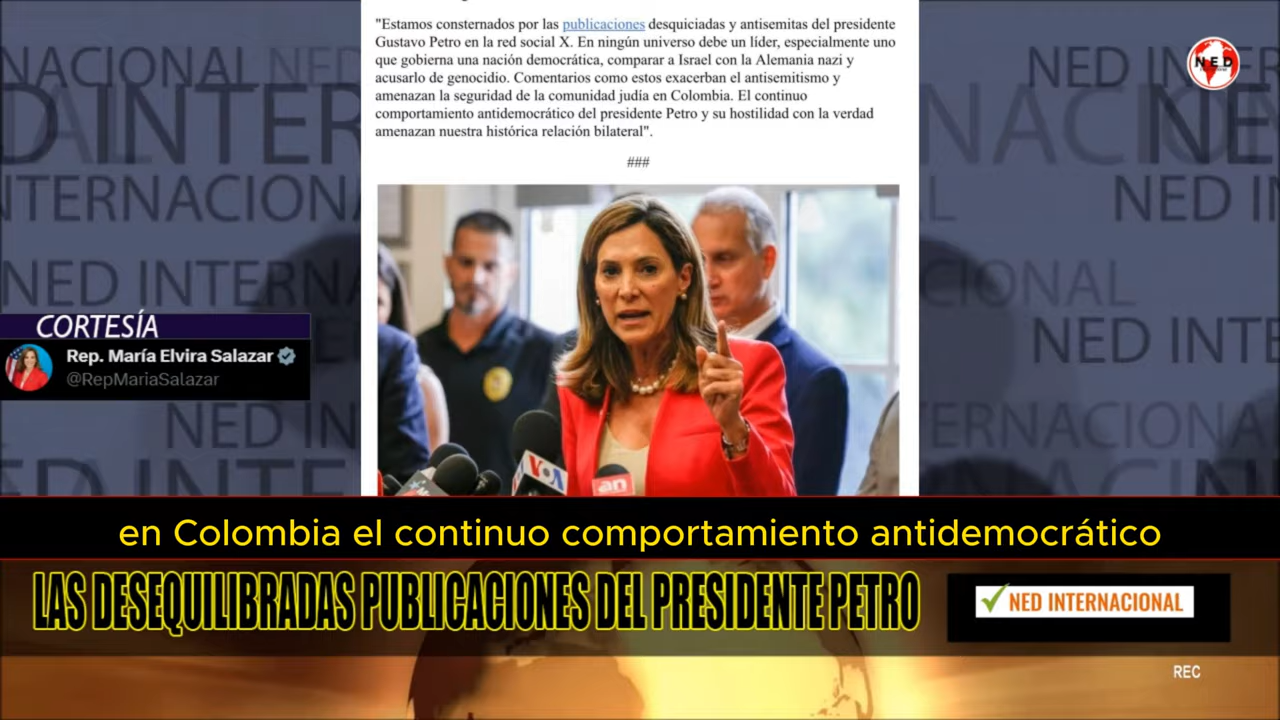 "Estamos consternados por las publicaciones desquiciadas y antisemitas del presidente
Gustavo Petro en la red social X. En ningún universo debe un líder, especialmente uno
que gobierna una nación democrática, comparar a Israel con la Alemania nazi y
acusarlo de genocidio. Comentarios como estos exacerban el antisemitismo y
amenazan la seguridad de la comunidad judía en Colombia. El continuo
comportamiento antidemocrático del presidente Petro y su hostilidad con la verdad
amenazan nuestra histórica relación bilateral".
###
NED
CORTESÍA
Rep. María Elvira Salazar
@RepMariaSalazar
VOA
an
en Colombia el continuo comportamiento antidemocrático
LAS DESEQUILIBRADAS PUBLICACIONES DEL PRESIDENTE PETRO
NED INTERNACIONAL
REC